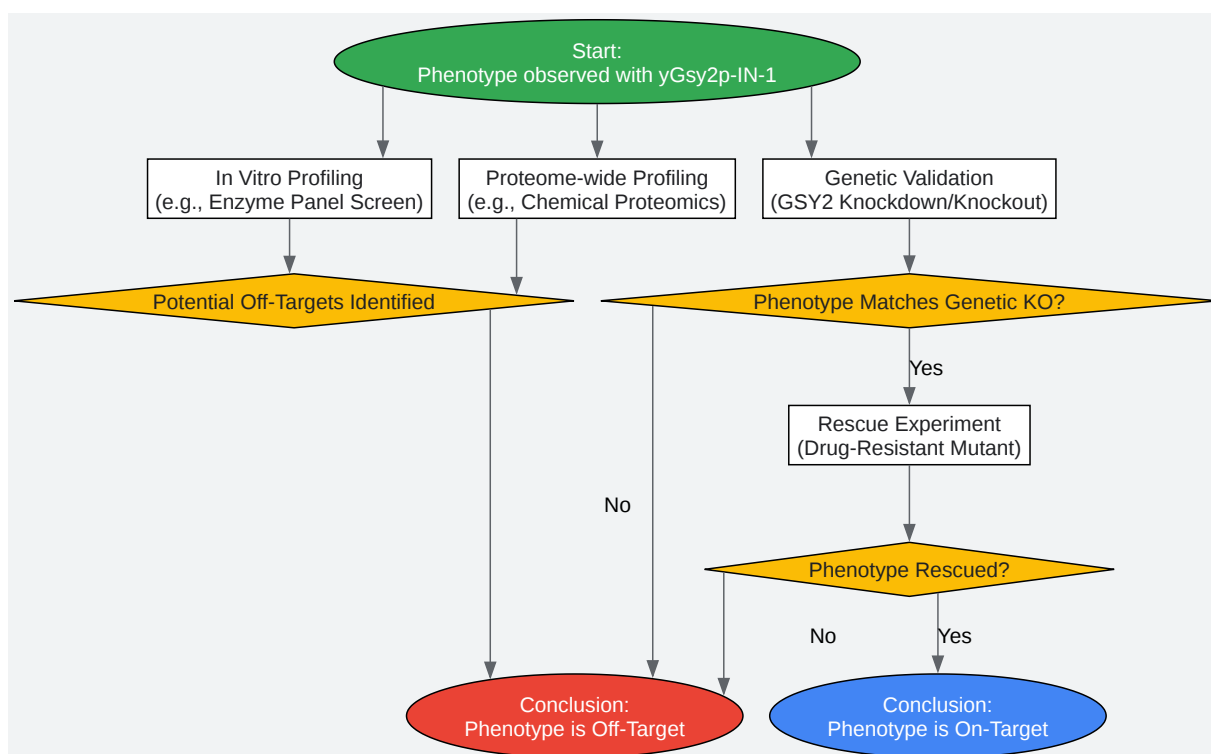 Start:
Phenotype observed with yGsy2p-IN-1
In Vitro Profiling
(e.g., Enzyme Panel Screen)
Proteome-wide Profiling
(e.g., Chemical Proteomics)
Genetic Validation
(GSY2 Knockdown/Knockout)
Potential Off-Targets Identified
Phenotype Matches Genetic KO?
Yes
Rescue Experiment
(Drug-Resistant Mutant)
No
Phenotype Rescued?
No
Yes
Conclusion:
Phenotype is Off-Target
Conclusion:
Phenotype is On-Target